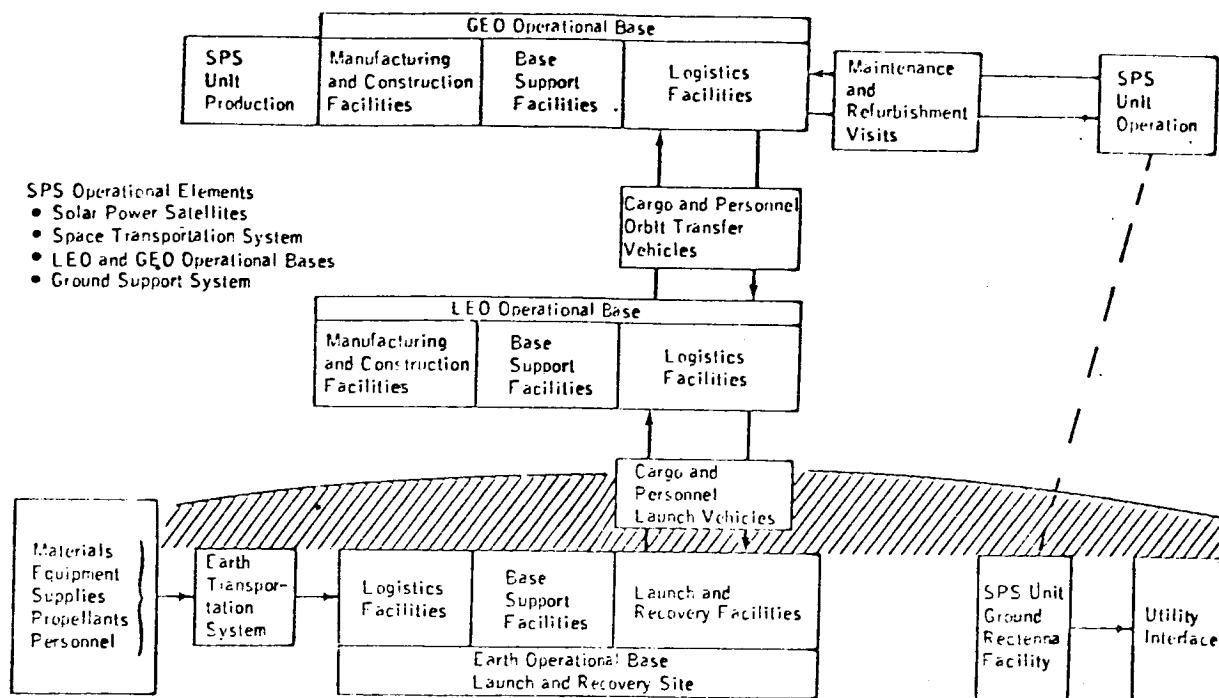 GEO Operational Base
SPS
Unit
Production
Manufacturing
and Construction
Facilities
Base
Support
Facilities
Logistics
Facilities
Maintenance
and
Refurbishment
Visits
SPS
Unit
Operation
SPS Operational Elements
• Solar Power Satellites
• Space Transportation System
• LEO and GEO Operational Bases
• Ground Support System
Cargo and Personnel
Orbit Transfer
Vehicles
LEO Operational Base
Manufacturing
and Construction
Facilities
Base
Support
Facilities
Logistics
Facilities
Cargo and
Personnel
Launch Vehicles
Materials
Equipment
Supplies
Propellants
Personnel
Earth
Transpor-
tation
System
Logistics
Facilities
Base
Support
Facilities
Launch and
Recovery Facilities
Earth Operational Base
Launch and Recovery Site
SPS Unit
Ground
Rectenna
Facility
Utility
Interface